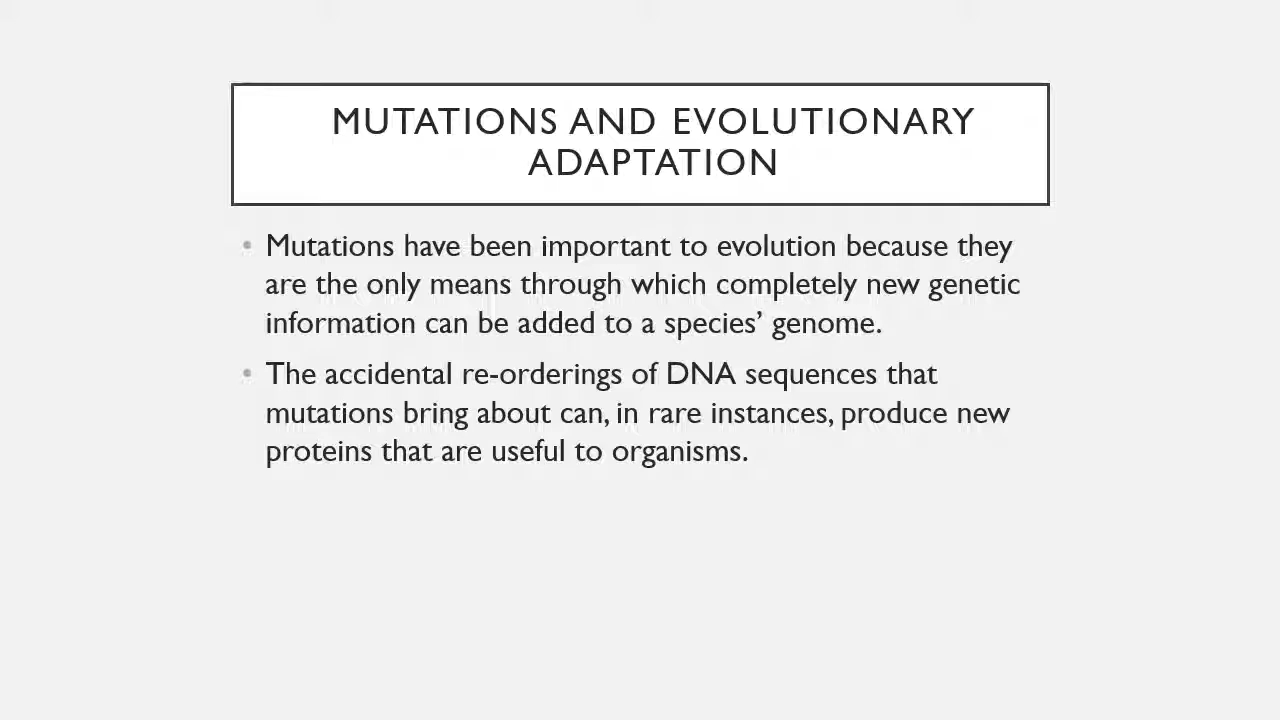 MUTATIONS AND EVOLUTIONARY
ADAPTATION
• Mutations have been important to evolution because they
are the only means through which completely new genetic
information can be added to a species’ genome.
• The accidental re-orderings of DNA sequences that
mutations bring about can, in rare instances, produce new
proteins that are useful to organisms.